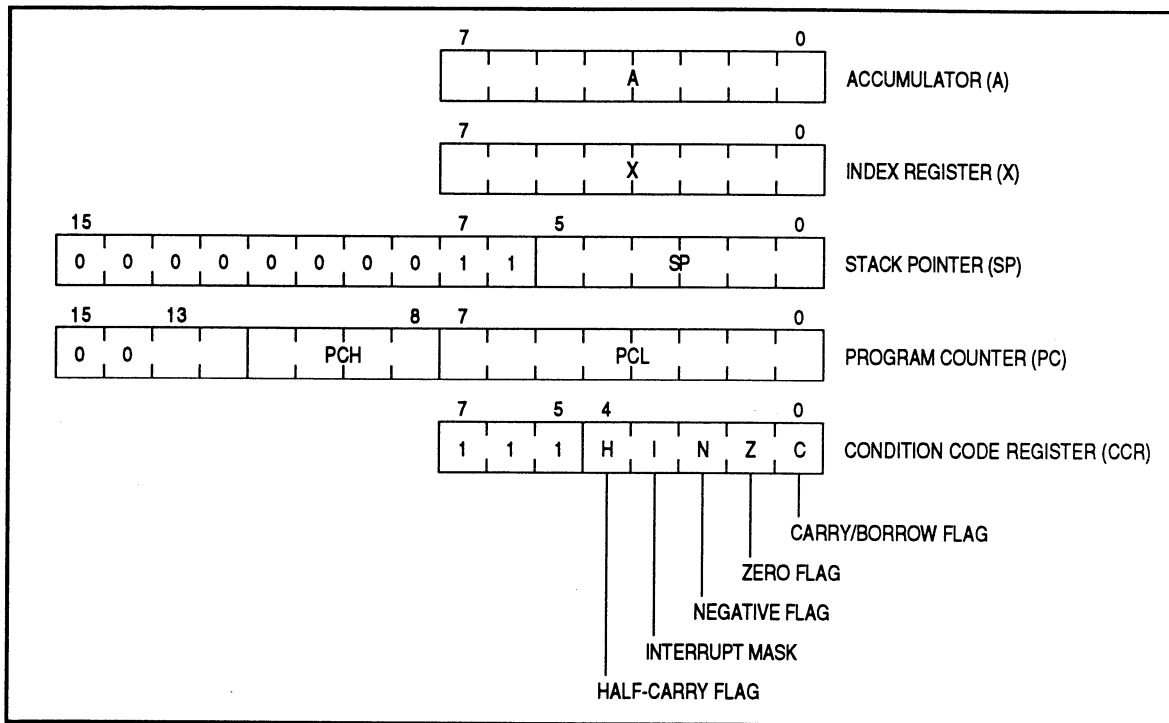 7 0
A ACCUMULATOR (A)
7 0
X INDEX REGISTER (X)
15 7 5 0
0 0 0 0 0 0 0 0 1 1 SP STACK POINTER (SP)
15 13 8 7 0
0 0 PCH PCL PROGRAM COUNTER (PC)
7 5 4 0
1 1 1 H I N Z C CONDITION CODE REGISTER (CCR)
CARRY/BORROW FLAG
ZERO FLAG
NEGATIVE FLAG
INTERRUPT MASK
HALF-CARRY FLAG